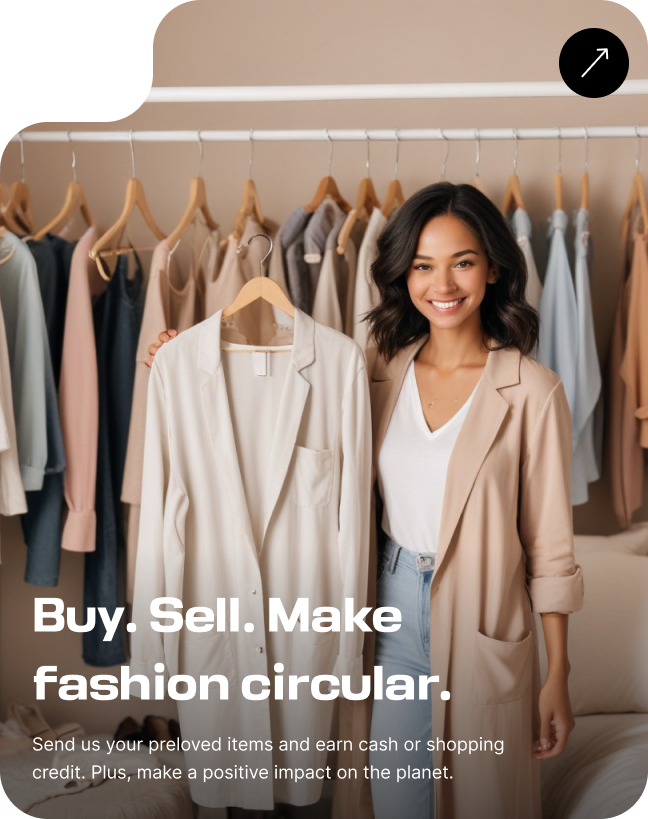 Buy. Sell. Make
fashion circular.
Send us your preloved items and earn cash or shopping
credit. Plus, make a positive impact on the planet.